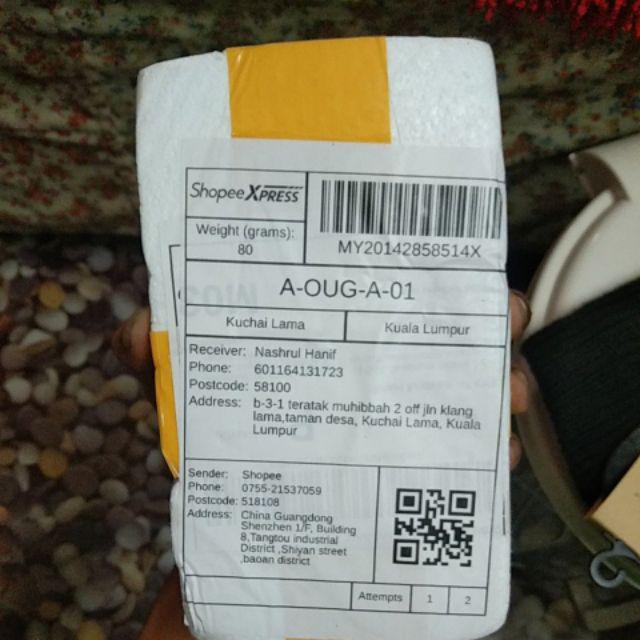 ShopeeXPRESS
Weight (grams):
80
MY20142858514X
A-OUG-A-01
Kuchai Lama
Kuala Lumpur
Receiver: Nashrul Hanif
Phone: 601164131723
Postcode: 58100
Address: b-3-1 teratak muhibbah 2 off jln klang
lama,taman desa, Kuchai Lama, Kuala
Lumpur
Sender: Shopee
Phone: 0755-21537059
Postcode: 518108
Address: China Guangdong
Shenzhen 1/F, Building
8,Tangtou industrial
District ,Shiyan street
,baoan district
Attempts 1 2